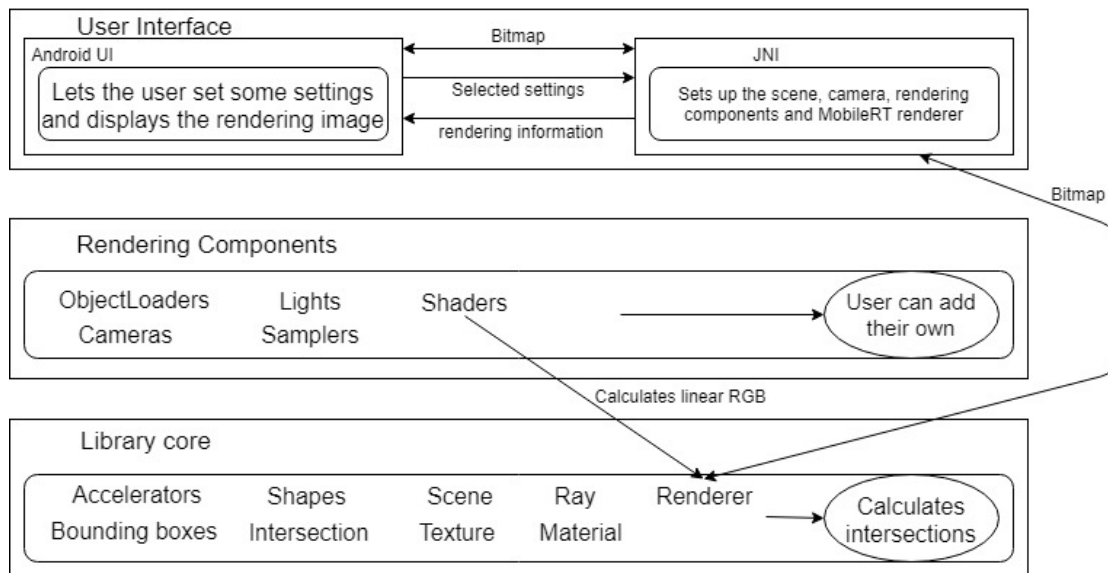 User Interface
Android UI
Lets the user set some settings
and displays the rendering image
Bitmap
Selected settings
rendering information
JNI
Sets up the scene, camera, rendering
components and MobileRT renderer
Bitmap
Rendering Components
ObjectLoaders
Lights
Shaders
Cameras
Samplers
User can add
their own
Calculates linear RGB
Library core
Accelerators
Shapes
Scene
Ray
Renderer
Bounding boxes
Intersection
Texture
Material
Calculates
intersections